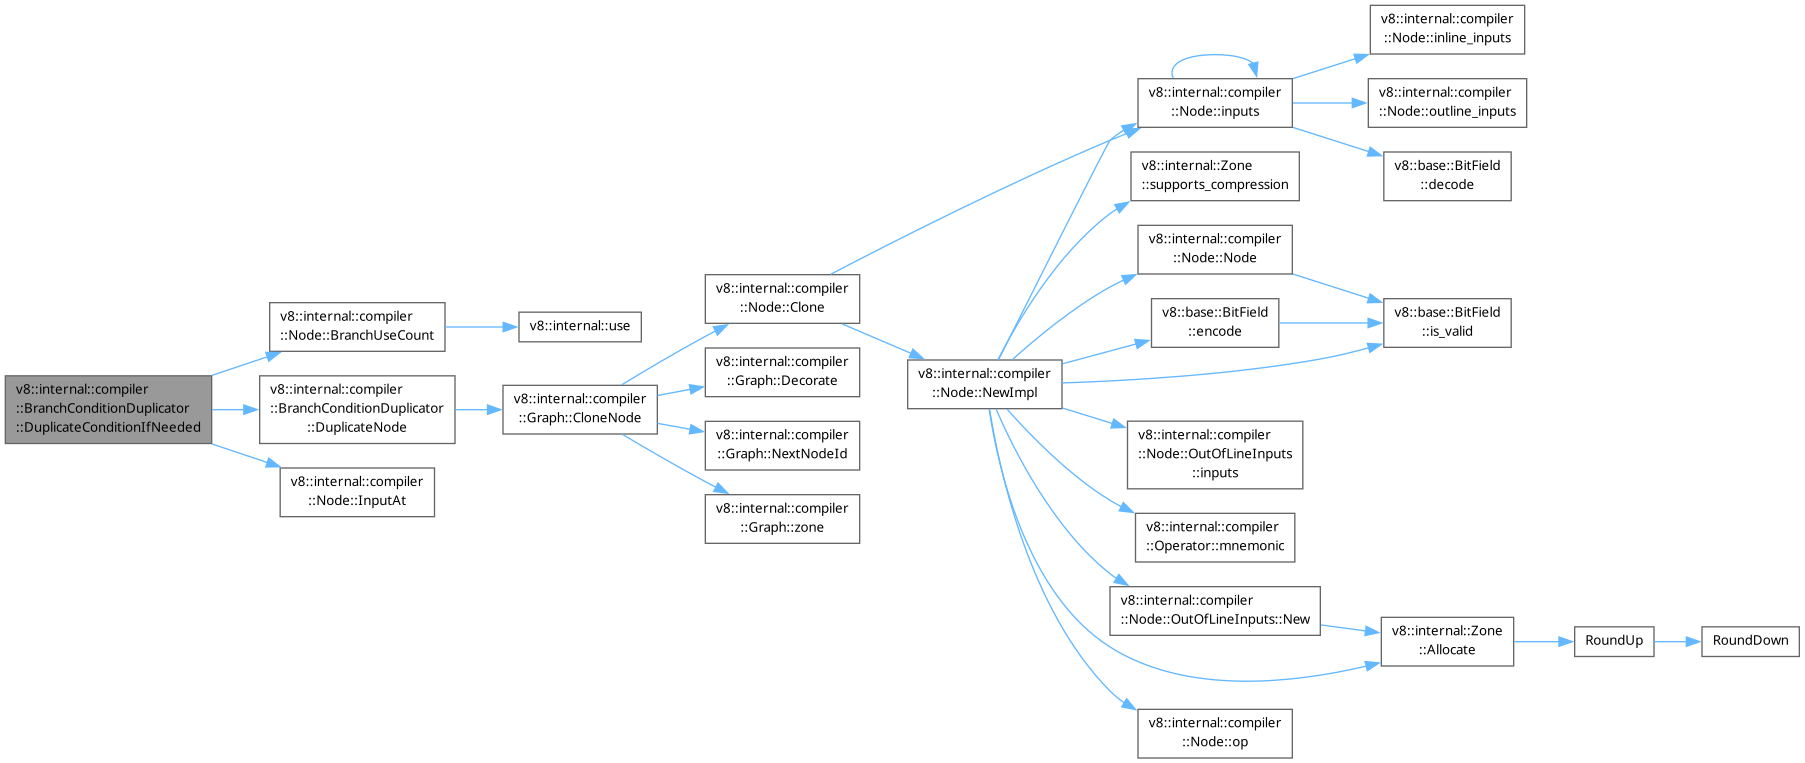 v8::internal::compiler
::BranchConditionDuplicator
::DuplicateConditionIfNeeded
v8::internal::compiler
::Node::BranchUseCount
v8::internal::use
v8::internal::compiler
::BranchConditionDuplicator
::DuplicateNode
v8::internal::compiler
::Graph::CloneNode
v8::internal::compiler
::Node::Clone
v8::internal::compiler
::Node::inputs
v8::internal::compiler
::Node::inline_inputs
v8::internal::compiler
::Node::outline_inputs
v8::base::BitField
::decode
v8::internal::compiler
::Node::NewImpl
v8::internal::Zone
::supports_compression
v8::internal::compiler
::Node::Node
v8::base::BitField
::is_valid
v8::base::BitField
::encode
v8::internal::compiler
::Node::OutOfLineInputs
::inputs
v8::internal::compiler
::Operator::mnemonic
v8::internal::compiler
::Node::OutOfLineInputs::New
v8::internal::Zone
::Allocate
RoundUp
RoundDown
v8::internal::compiler
::Node::op
v8::internal::compiler
::Graph::Decorate
v8::internal::compiler
::Graph::NextNodeId
v8::internal::compiler
::Graph::zone
v8::internal::compiler
::Node::InputAt